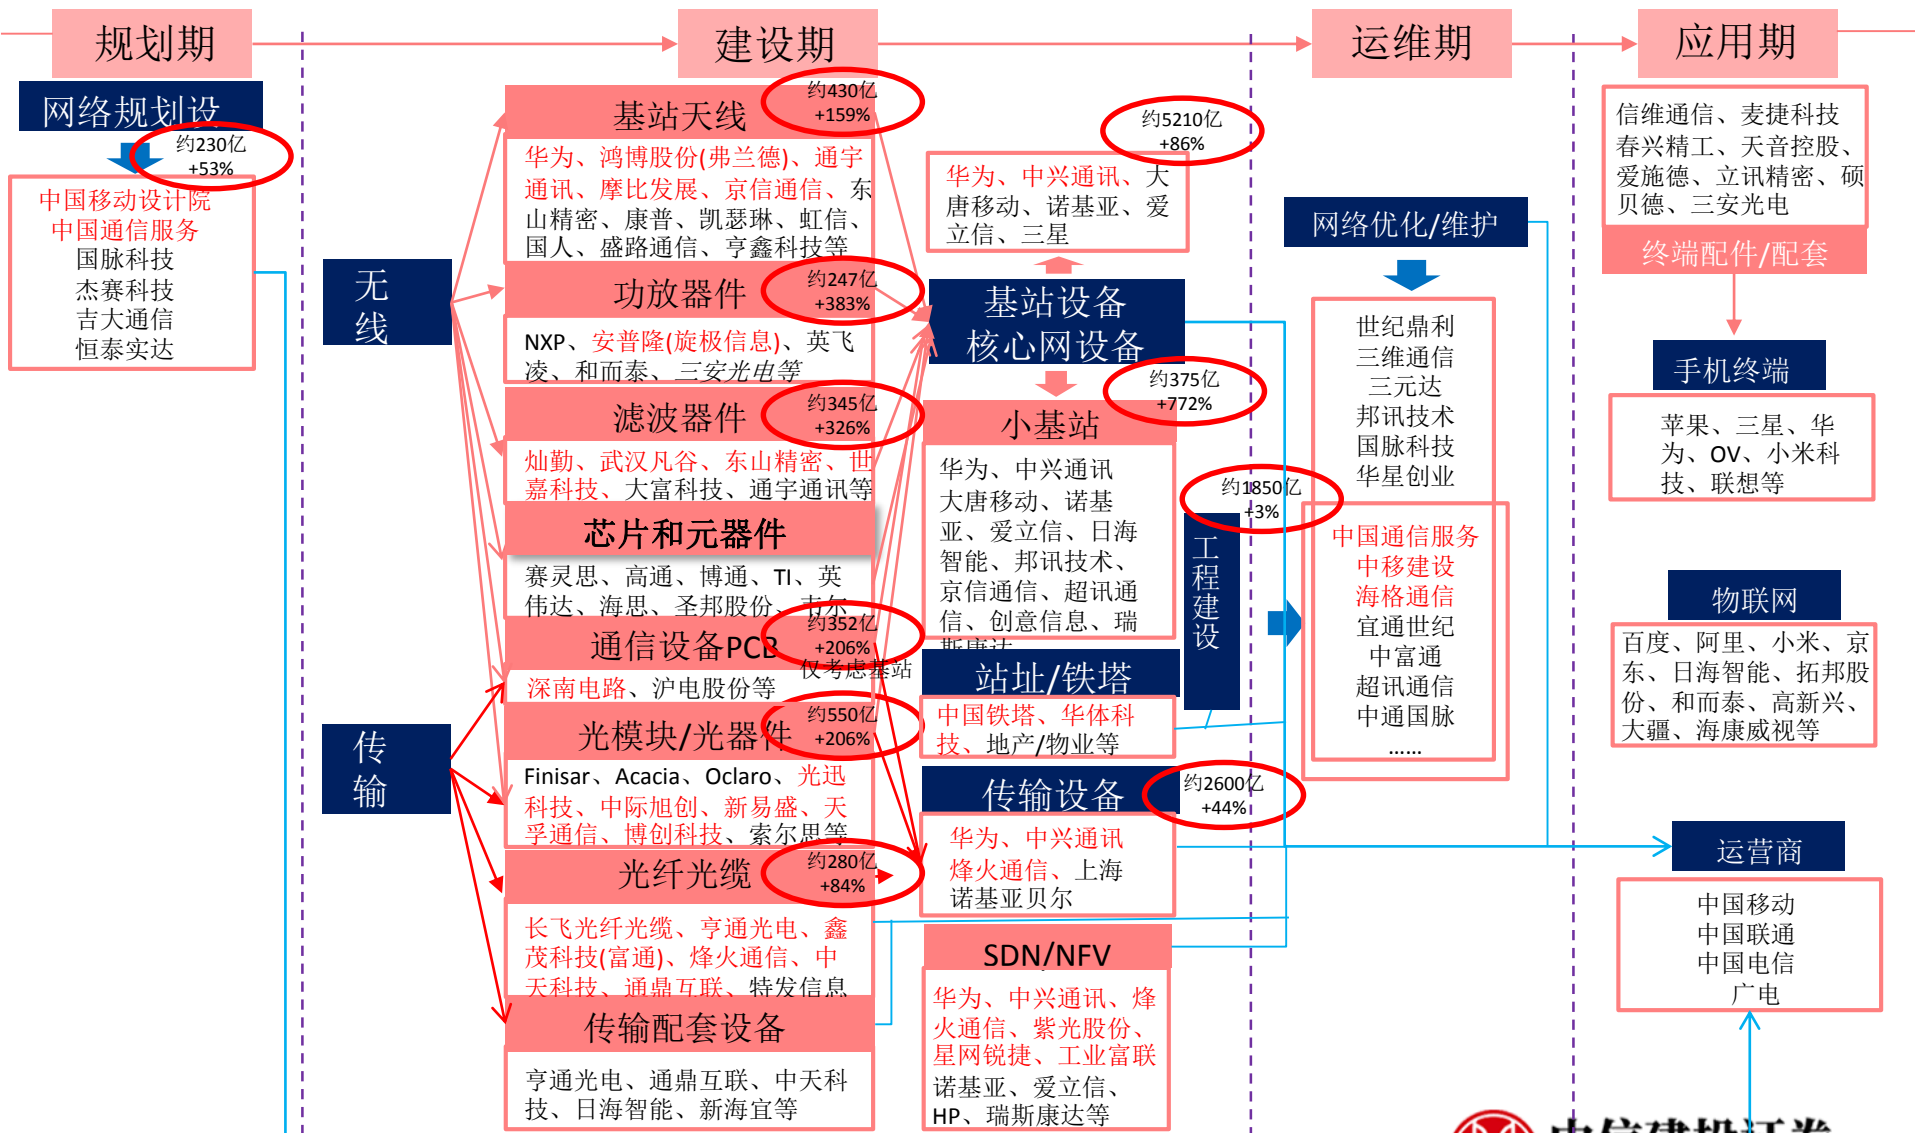 规划期
建设期
运维期
应用期
网络规划设
约230亿
+53%
中国移动设计院
中国通信服务
国脉科技
杰赛科技
吉大通信
恒泰实达
无
线
传
输
基站天线
约430亿
+159%
华为、鸿博股份(弗兰德)、通宇
通讯、摩比发展、京信通信、东
山精密、康普、凯瑟琳、虹信、
国人、盛路通信、亨鑫科技等
功放器件
约247亿
+383%
NXP、安普隆(旋极信息)、英飞
凌、和而泰、三安光电等
滤波器件
约345亿
+326%
灿勤、武汉凡谷、东山精密、世
嘉科技、大富科技、通宇通讯等
芯片和元器件
赛灵思、高通、博通、TI、英
伟达、海思、圣邦股份、韦尔
通信设备PCB
约352亿
+206%
仅考虑基站
深南电路、沪电股份等
光模块/光器件
约550亿
+206%
Finisar、Acacia、Oclaro、光迅
科技、中际旭创、新易盛、天
孚通信、博创科技、索尔思等
光纤光缆
约280亿
+84%
长飞光纤光缆、亨通光电、鑫
茂科技(富通)、烽火通信、中
天科技、通鼎互联、特发信息
传输配套设备
亨通光电、通鼎互联、中天科
技、日海智能、新海宜等
约5210亿
+86%
华为、中兴通讯、大
唐移动、诺基亚、爱
立信、三星
基站设备
核心网设备
约375亿
+772%
小基站
华为、中兴通讯
大唐移动、诺基
亚、爱立信、日海
智能、邦讯技术、
京信通信、超讯通
信、创意信息、瑞
斯康达
站址/铁塔
中国铁塔、华体科
技、地产/物业等
传输设备
约2600亿
+44%
华为、中兴通讯
烽火通信、上海
诺基亚贝尔
SDN/NFV
华为、中兴通讯、烽
火通信、紫光股份、
星网锐捷、工业富联
诺基亚、爱立信、
HP、瑞斯康达等
约1850亿
+3%
工
程
建
设
网络优化/维护
世纪鼎利
三维通信
三元达
邦讯技术
国脉科技
华星创业
中国通信服务
中移建设
海格通信
宜通世纪
中富通
超讯通信
中通国脉
......
信维通信、麦捷科技
春兴精工、天音控股、
爱施德、立讯精密、硕
贝德、三安光电
终端配件/配套
手机终端
苹果、三星、华
为、OV、小米科
技、联想等
物联网
百度、阿里、小米、京
东、日海智能、拓邦股
份、和而泰、高新兴、
大疆、海康威视等
运营商
中国移动
中国联通
中国电信
广电
中信建投证券